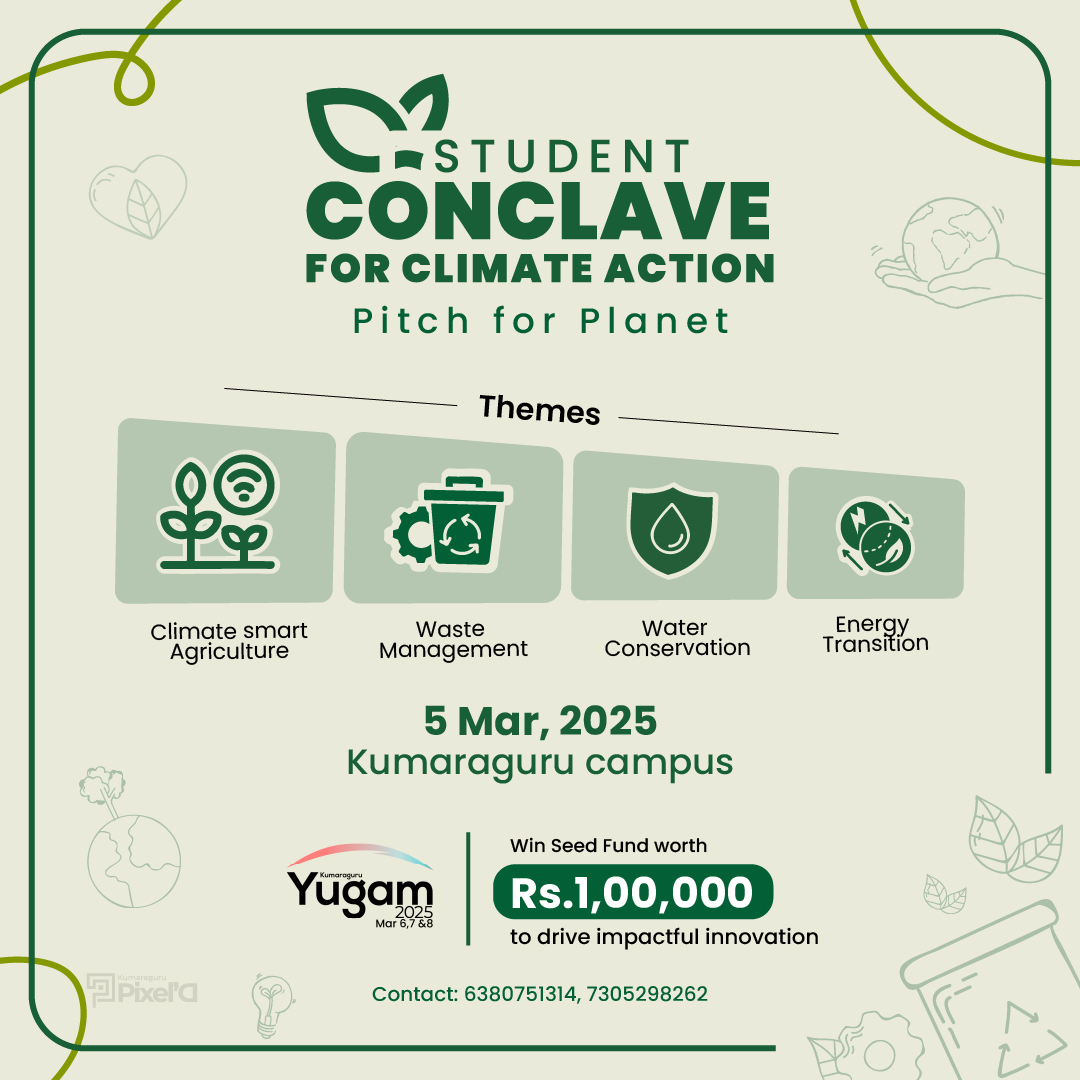 STUDENT
CONCLAVE
FOR CLIMATE ACTION
Pitch for Planet
Themes
Climate smart
Agriculture
Waste
Management
Water
Conservation
Energy
Transition
5 Mar, 2025
Kumaraguru campus
Kumaraguru
Yugam
2025
Mar 6,7 &8
Win Seed Fund worth
Rs.1,00,000
to drive impactful innovation
Kumaraguru
Pixel'd
Contact: 6380751314, 7305298262